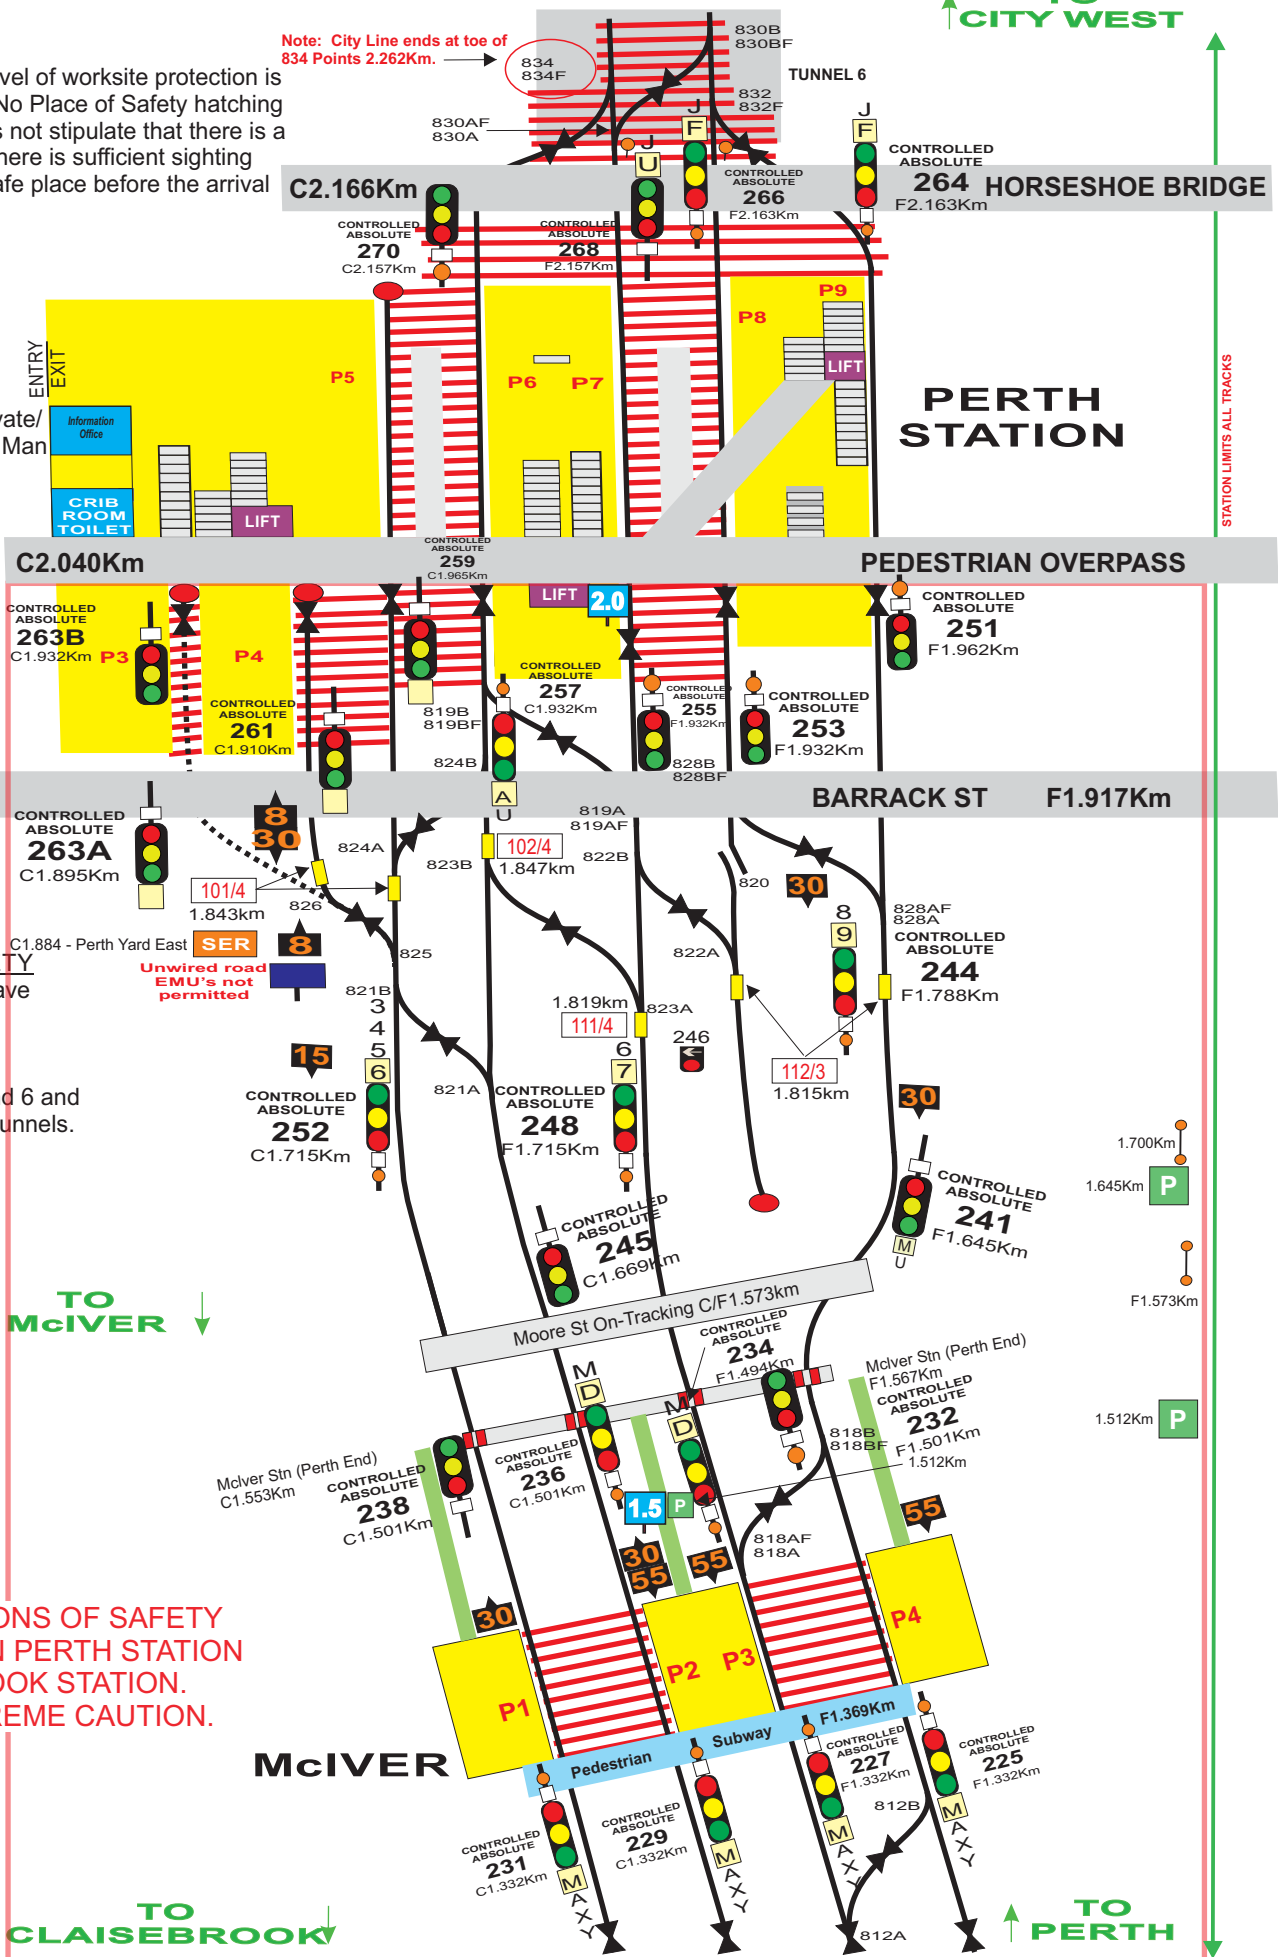 TO
CITY WEST
Note: City Line ends at toe of
834 Points 2.262Km.
834
834F
830B
830BF
TUNNEL 6
832
832F
830AF
830A
vel of worksite protection is
No Place of Safety hatching
s not stipulate that there is a
here is sufficient sighting
afe place before the arrival
J
U
J
F
J
F
C2.166Km
CONTROLLED
ABSOLUTE
266
F2.163Km
CONTROLLED
ABSOLUTE
264
F2.163Km
HORSESHOE BRIDGE
CONTROLLED
ABSOLUTE
270
C2.157Km
CONTROLLED
ABSOLUTE
268
F2.157Km
P9
P8
LIFT
ENTRY
EXIT
P5
P6
P7
PERTH
STATION
STATION LIMITS ALL TRACKS
vate/
Man
Information
Office
CRIB
ROOM
TOILET
LIFT
C2.040Km
PEDESTRIAN OVERPASS
CONTROLLED
ABSOLUTE
259
C1.965Km
LIFT
2.0
CONTROLLED
ABSOLUTE
263B
C1.932Km
P3
P4
CONTROLLED
ABSOLUTE
251
F1.962Km
CONTROLLED
ABSOLUTE
261
C1.910Km
819B
819BF
824B
CONTROLLED
ABSOLUTE
257
C1.932Km
CONTROLLED
ABSOLUTE
255
F1.932Km
828B
828BF
CONTROLLED
ABSOLUTE
253
F1.932Km
BARRACK ST
F1.917Km
A
U
CONTROLLED
ABSOLUTE
263A
C1.895Km
8
30
819A
819AF
824A
823B
102/4
1.847km
822B
101/4
1.843km
826
820
30
828AF
828A
C1.884 - Perth Yard East
SER
8
Unwired road
EMU's not
permitted
TY
ave
825
822A
8
9
CONTROLLED
ABSOLUTE
244
F1.788Km
821B
3
4
5
6
1.819km
111/4
823A
246
6
7
112/3
1.815km
15
821A
CONTROLLED
ABSOLUTE
252
C1.715Km
CONTROLLED
ABSOLUTE
248
F1.715Km
30
d 6 and
unnels.
1.700Km
1.645Km
P
CONTROLLED
ABSOLUTE
245
C1.669Km
CONTROLLED
ABSOLUTE
241
F1.645Km
M
U
F1.573Km
TO
McIVER
Moore St On-Tracking C/F1.573km
CONTROLLED
ABSOLUTE
234
F1.494Km
McIver Stn (Perth End)
F1.567Km
CONTROLLED
ABSOLUTE
232
F1.501Km
1.512Km
1.512Km
P
M
D
M
D
818B
818BF
McIver Stn (Perth End)
C1.553Km
CONTROLLED
ABSOLUTE
238
C1.501Km
CONTROLLED
ABSOLUTE
236
C1.501Km
1.5
P
30
55
55
55
818AF
818A
30
ONS OF SAFETY
N PERTH STATION
OOK STATION.
REME CAUTION.
P1
P2
P3
P4
McIVER
Pedestrian
Subway
F1.369Km
CONTROLLED
ABSOLUTE
231
C1.332Km
M
A
X
Y
CONTROLLED
ABSOLUTE
229
C1.332Km
M
A
X
Y
CONTROLLED
ABSOLUTE
227
F1.332Km
M
A
X
Y
CONTROLLED
ABSOLUTE
225
F1.332Km
M
A
X
Y
812B
812A
TO
CLAISEBROOK
TO
PERTH